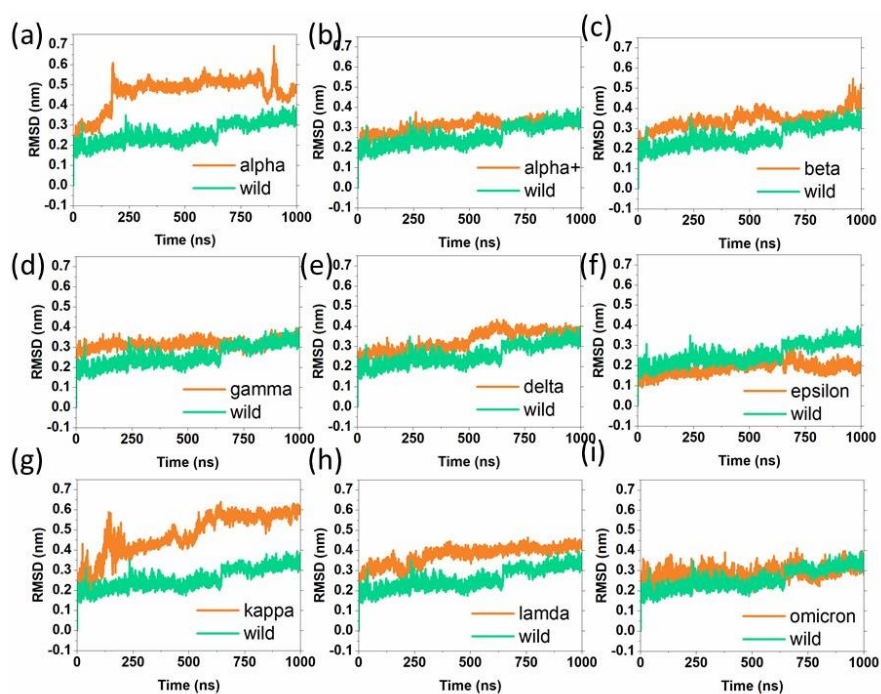 (a)
0.7
0.6
0.5
0.4
0.3
0.2
0.1
0.0
-0.1
RMSD (nm)
alpha
wild
0 250 500 750 1000
Time (ns)
(b)
0.7
0.6
0.5
0.4
0.3
0.2
0.1
0.0
-0.1
RMSD (nm)
alpha+
wild
0 250 500 750 1000
Time (ns)
(c)
0.7
0.6
0.5
0.4
0.3
0.2
0.1
0.0
-0.1
RMSD (nm)
beta
wild
0 250 500 750 1000
Time (ns)
(d)
0.7
0.6
0.5
0.4
0.3
0.2
0.1
0.0
-0.1
RMSD (nm)
gamma
wild
0 250 500 750 1000
Time (ns)
(e)
0.7
0.6
0.5
0.4
0.3
0.2
0.1
0.0
-0.1
RMSD (nm)
delta
wild
0 250 500 750 1000
Time (ns)
(f)
0.7
0.6
0.5
0.4
0.3
0.2
0.1
0.0
-0.1
RMSD (nm)
epsilon
wild
0 250 500 750 1000
Time (ns)
(g)
0.7
0.6
0.5
0.4
0.3
0.2
0.1
0.0
-0.1
RMSD (nm)
kappa
wild
0 250 500 750 1000
Time (ns)
(h)
0.7
0.6
0.5
0.4
0.3
0.2
0.1
0.0
-0.1
RMSD (nm)
lamda
wild
0 250 500 750 1000
Time (ns)
(i)
0.7
0.6
0.5
0.4
0.3
0.2
0.1
0.0
-0.1
RMSD (nm)
omicron
wild
0 250 500 750 1000
Time (ns)